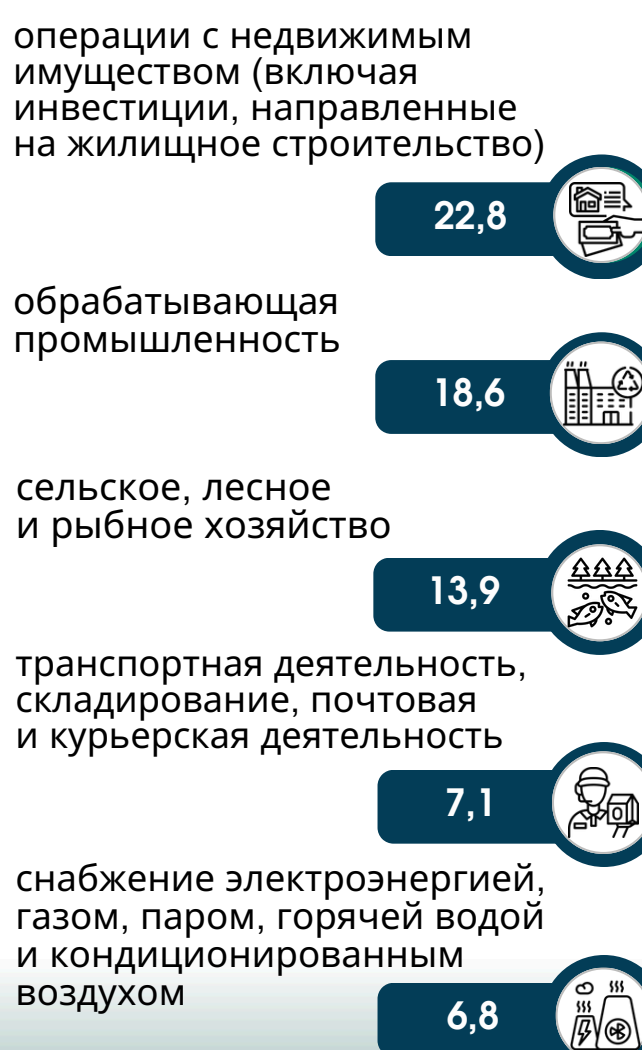 операции с недвижимым
имуществом (включая
инвестиции, направленные
на жилищное строительство)
22,8
обрабатывающая
промышленность
18,6
сельское, лесное
и рыбное хозяйство
13,9
транспортная деятельность,
складирование, почтовая
и курьерская деятельность
7,1
снабжение электроэнергией,
газом, паром, горячей водой
и кондиционированным
воздухом
6,8